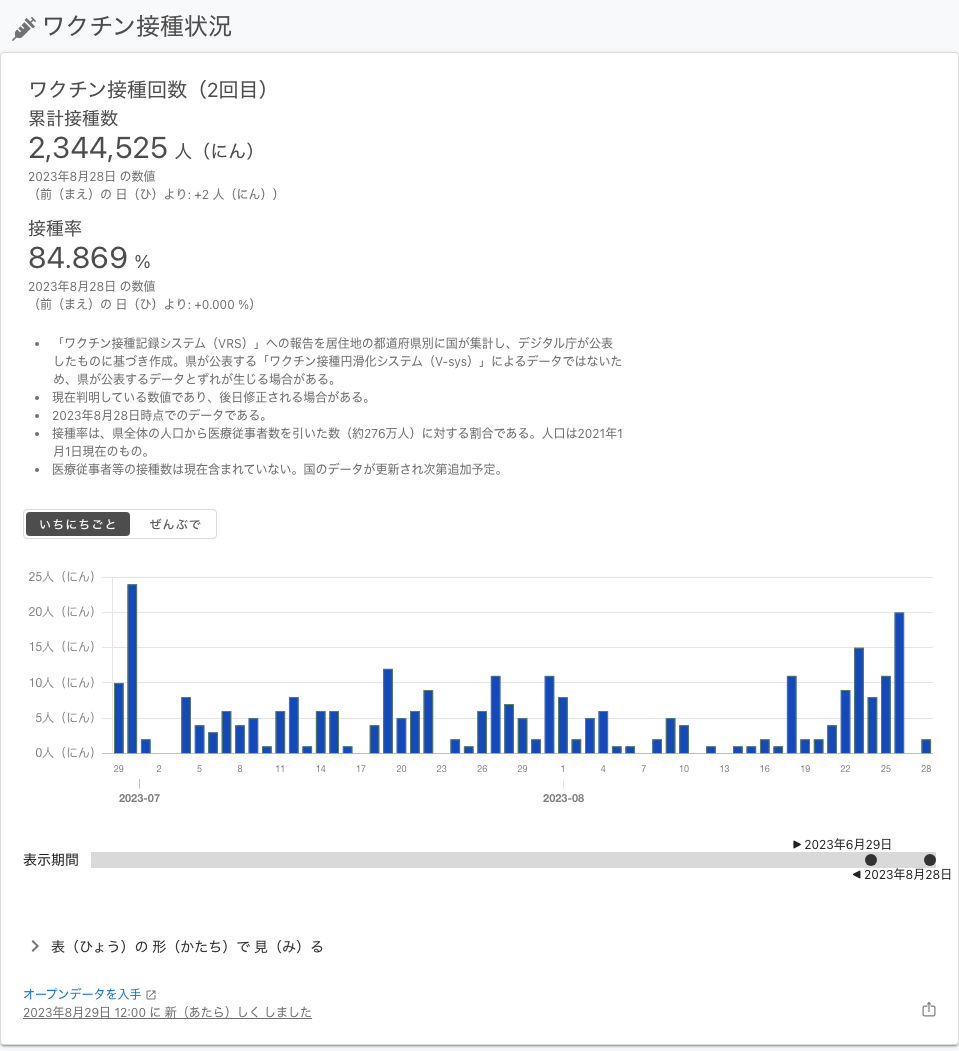 ワクチン接種状況
ワクチン接種回数（2回目）
累計接種数
2,344,525 人（にん）
2023年8月28日 の数値
（前（まえ）の 日（ひ）より: +2 人（にん））
接種率
84.869 %
2023年8月28日 の数値
（前（まえ）の 日（ひ）より: +0.000 %）
• 「ワクチン接種記録システム（VRS）」への報告を居住地の都道府県別に国が集計し、デジタル庁が公表
したものに基づき作成。県が公表する「ワクチン接種円滑化システム（V-sys）」によるデータではないた
め、県が公表するデータとずれが生じる場合がある。
• 現在判明している数値であり、後日修正される場合がある。
• 2023年8月28日時点でのデータである。
• 接種率は、県全体の人口から医療従事者数を引いた数（約276万人）に対する割合である。人口は2021年1
月1日現在のもの。
• 医療従事者等の接種数は現在含まれていない。国のデータが更新され次第追加予定。
いちにちごと ぜんぶで
25人（にん）
20人（にん）
15人（にん）
10人（にん）
5人（にん）
0人（にん）
29 2 5 8 11 14 17 20 23 26 29 1 4 7 10 13 16 19 22 25 28
2023-07 2023-08
▶ 2023年6月29日
表示期間
◀ 2023年8月28日
表（ひょう）の 形（かたち）で 見（み）る
オープンデータを入手
2023年8月29日 12:00 に 新（あたら）しく しました